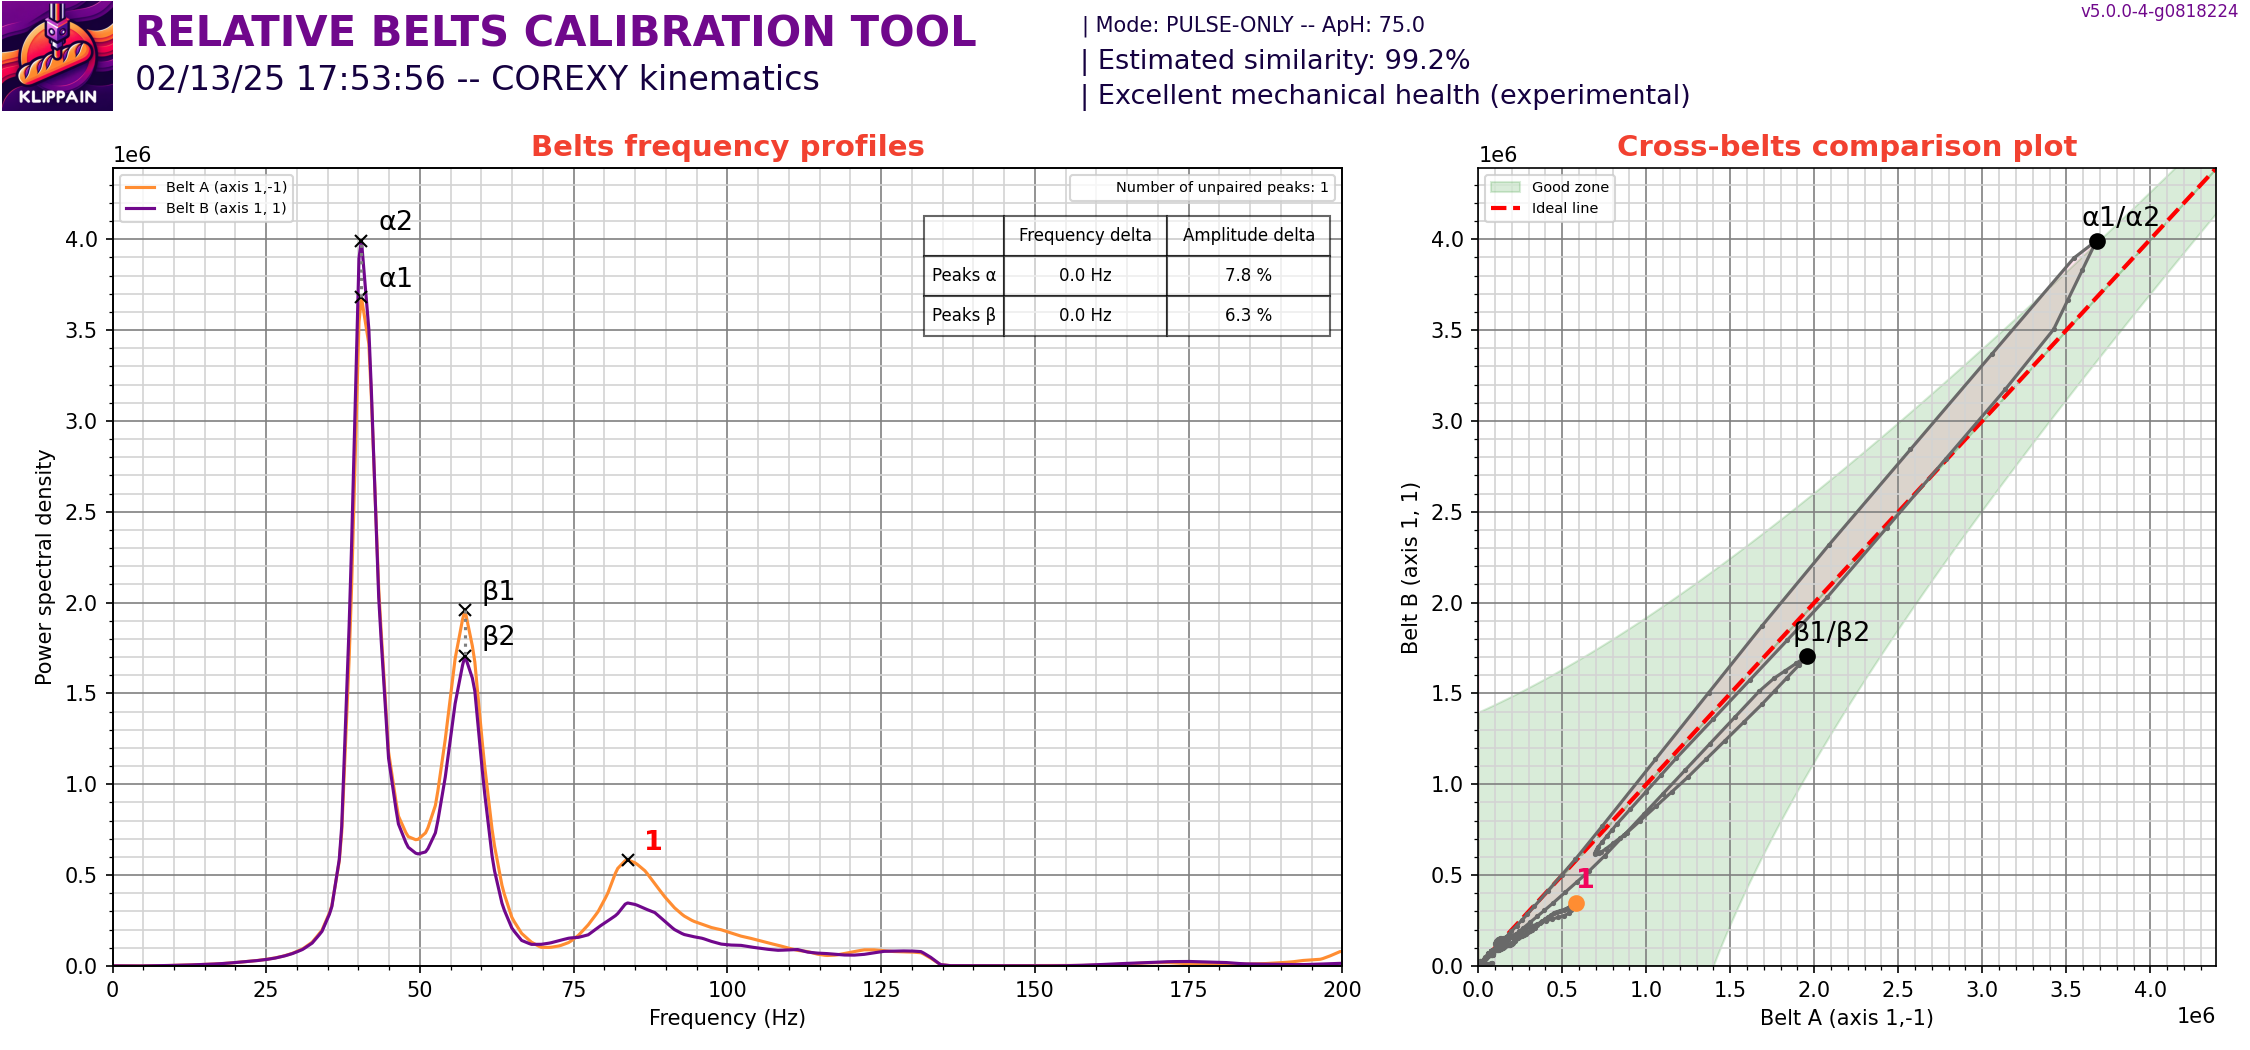 KLIPPAIN
RELATIVE BELTS CALIBRATION TOOL
02/13/25 17:53:56 -- COREXY kinematics
| Mode: PULSE-ONLY -- ApH: 75.0
| Estimated similarity: 99.2%
| Excellent mechanical health (experimental)
v5.0.0-4-g0818224
Belts frequency profiles
1e6
Belt A (axis 1,-1)
Belt B (axis 1, 1)
Number of unpaired peaks: 1
Frequency delta Amplitude delta
Peaks α 0.0 Hz 7.8 %
Peaks β 0.0 Hz 6.3 %
α2
α1
β1
β2
1
4.0
3.5
3.0
2.5
2.0
1.5
1.0
0.5
0.0
Power spectral density
0 25 50 75 100 125 150 175 200
Frequency (Hz)
Cross-belts comparison plot
1e6
Good zone
Ideal line
α1/α2
β1/β2
1
4.0
3.5
3.0
2.5
2.0
1.5
1.0
0.5
0.0
Belt B (axis 1, 1)
0.0 0.5 1.0 1.5 2.0 2.5 3.0 3.5 4.0
Belt A (axis 1,-1)
1e6